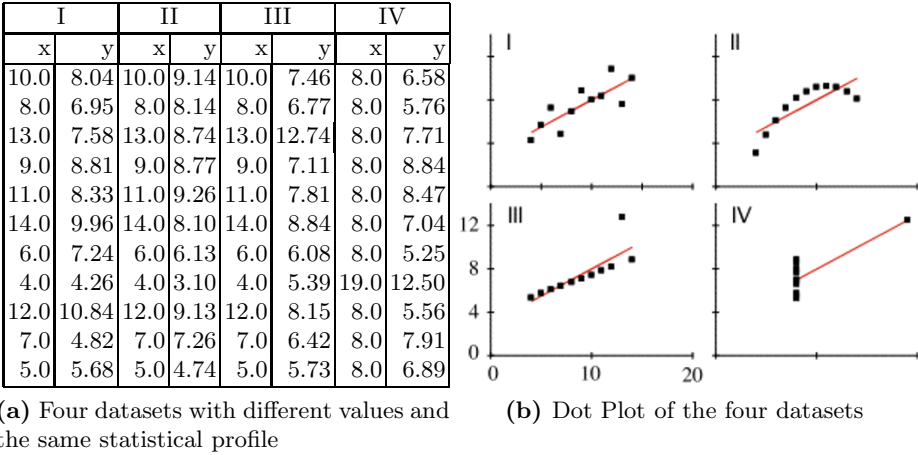 I II III IV
x y x y x y x y
10.0 8.04 10.0 9.14 10.0 7.46 8.0 6.58
8.0 6.95 8.0 8.14 8.0 6.77 8.0 5.76
13.0 7.58 13.0 8.74 13.0 12.74 8.0 7.71
9.0 8.81 9.0 8.77 9.0 7.11 8.0 8.84
11.0 8.33 11.0 9.26 11.0 7.81 8.0 8.47
14.0 9.96 14.0 8.10 14.0 8.84 8.0 7.04
6.0 7.24 6.0 6.13 6.0 6.08 8.0 5.25
4.0 4.26 4.0 3.10 4.0 5.39 19.0 12.50
12.0 10.84 12.0 9.13 12.0 8.15 8.0 5.56
7.0 4.82 7.0 7.26 7.0 6.42 8.0 7.91
5.0 5.68 5.0 4.74 5.0 5.73 8.0 6.89
(a) Four datasets with different values and
the same statistical profile
I II
III IV
12
8
4
0
0 10 20
(b) Dot Plot of the four datasets